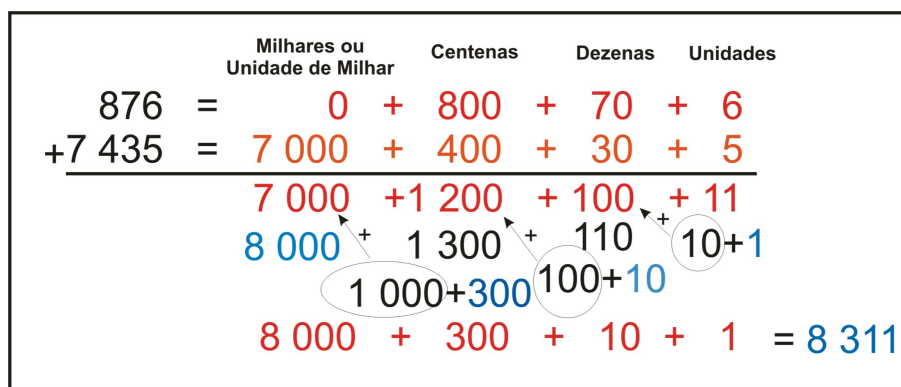 Milhares ou Unidade de Milhar Centenas Dezenas Unidades
876 = 0 + 800 + 70 + 6
+7 435 = 7 000 + 400 + 30 + 5
7 000 +1 200 + 100 + 11
8 000 + 1 300 + 110 + 10+1
1 000+300 100+10
8 000 + 300 + 10 + 1 = 8 311